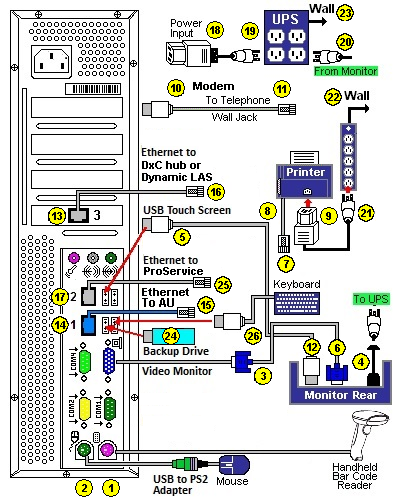 Power
Input
18
19
UPS
Wall
23
20
From Monitor
10
Modem
11
To Telephone
Wall Jack
22
Wall
Ethernet to
DxC hub or
Dynamic LAS
16
13
3
USB Touch Screen
5
Printer
8
9
21
7
Ethernet to
ProService
25
17
2
Ethernet
To AU
15
14
1
Keyboard
To UPS
24
26
Backup Drive
Video Monitor
3
12
6
4
Monitor Rear
COM4
COM2
COM3
2
1
USB to PS2
Adapter
Mouse
Handheld
Bar Code
Reader